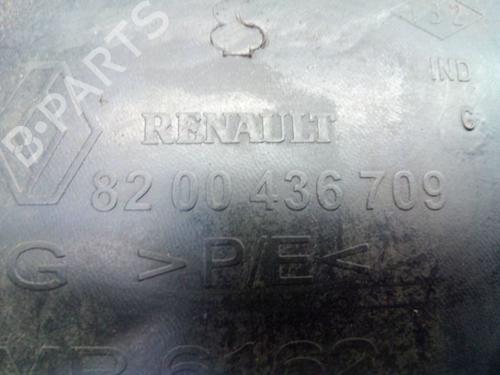 B-PARTS
IND
C
RENAULT
82 00 436 709
G >P/E<